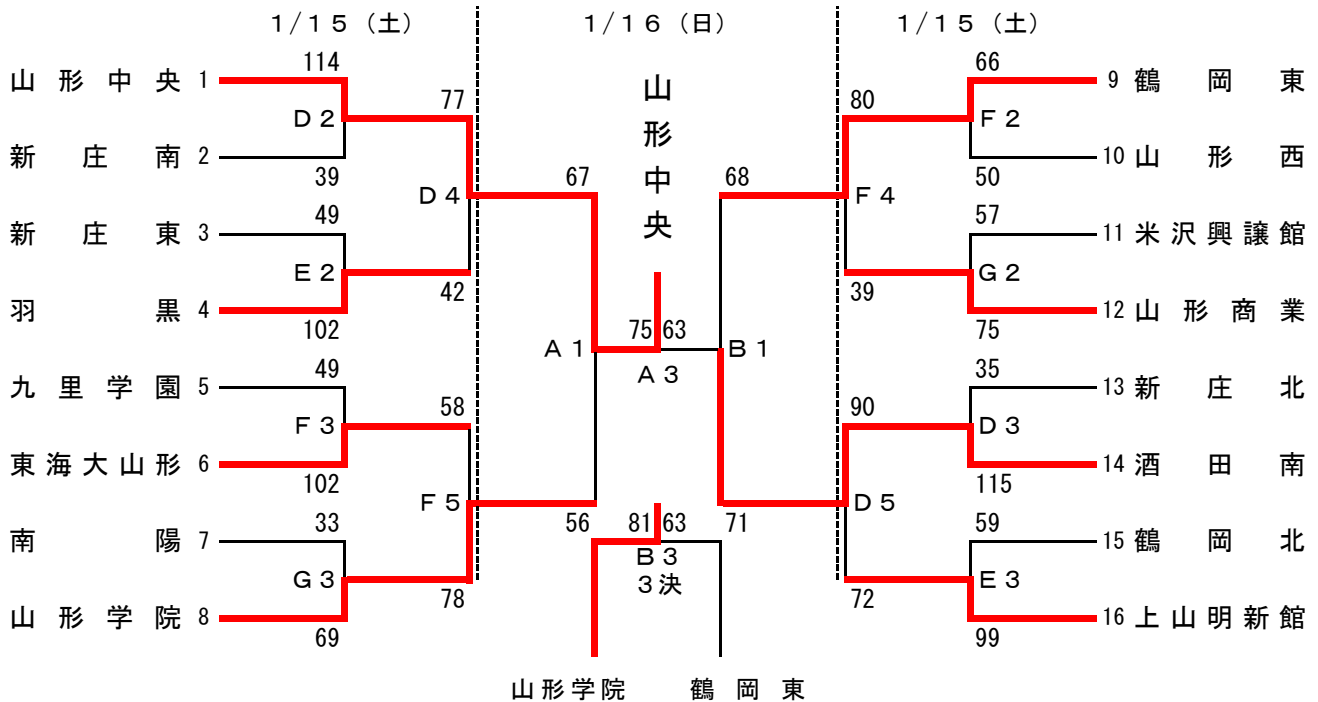 1/15（土） 1/16（日） 1/15（土）
114 66
山形中央 1 9 鶴岡東
77 山形中央 80
D2 F2
新庄南 2 10 山形西
39 50
67 68
D4 F4
49 57
新庄東 3 11 米沢興譲館
E2 G2
42 39
羽黒 4 12 山形商業
102 75 63 75
A1 B1
A3
49 35
九里学園 5 13 新庄北
58 90
F3 D3
東海大山形 6 14 酒田南
102 115
F5 D5
33 56 81 63 71 59
南陽 7 15 鶴岡北
B3
G3 3決 E3
78 72
山形学院 8 16 上山明新館
69 99
山形学院 鶴岡東